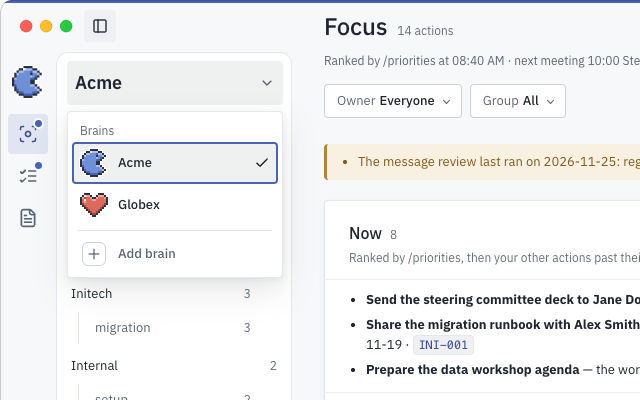 Focus 14 actions
Ranked by /priorities at 08:40 AM · next meeting 10:00 Ste
Owner Everyone
Group All
The message review last ran on 2026-11-25: reg
Acme
Brains
Acme
Globex
Add brain
Initech 3
migration 3
Internal 2
setup 2
Now 8
Ranked by /priorities, then your other actions past thei
Send the steering committee deck to Jane Do
Share the migration runbook with Alex Smith
11-19 · INI-001
Prepare the data workshop agenda — the wor